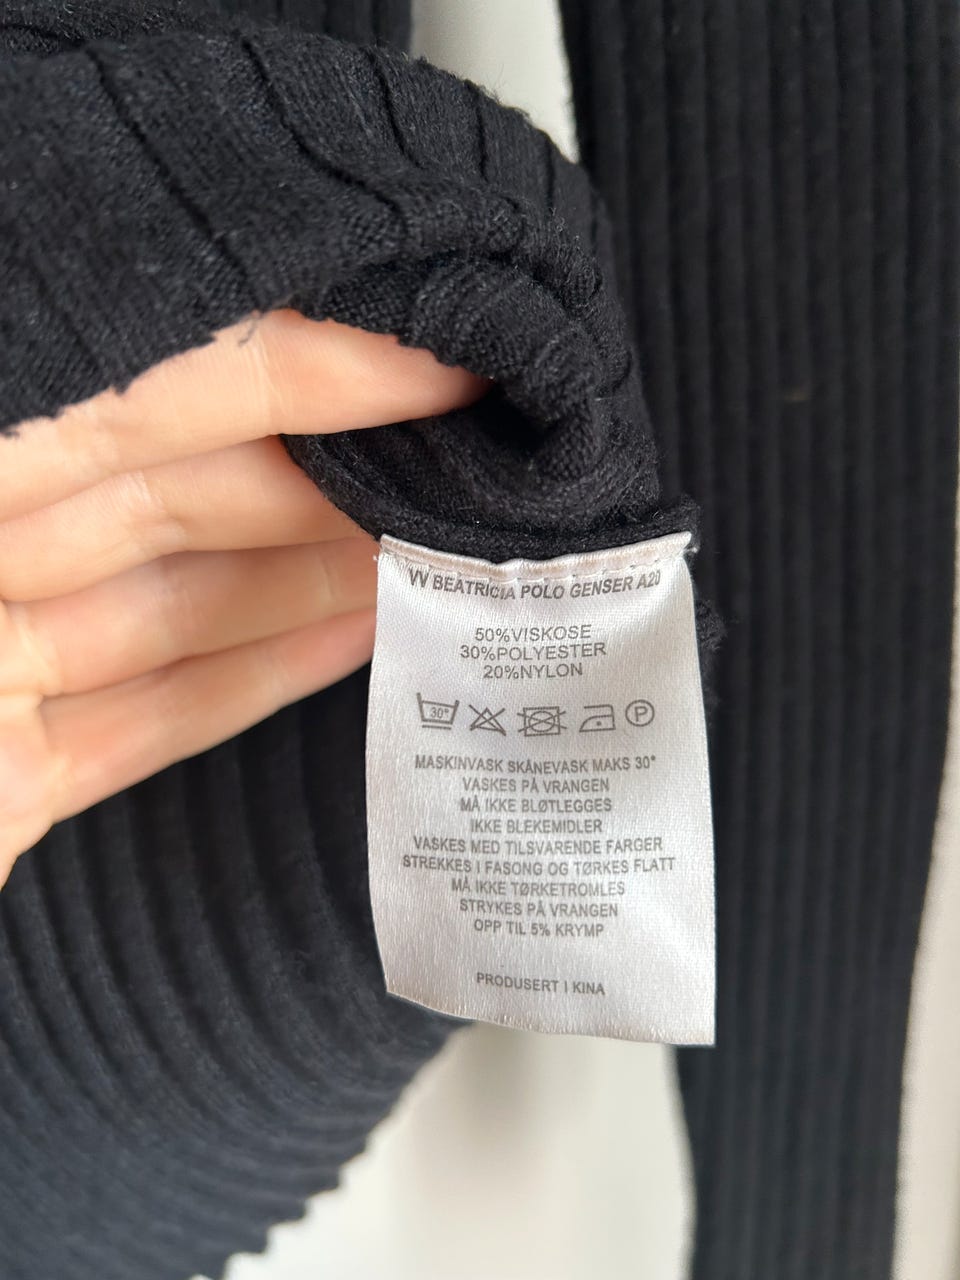 VV BEATRICIA POLO GENSER A20
50%VISKOSE
30%POLYESTER
20%NYLON
30° P
MASKINVASK SKÅNEVASK MAKS 30°
VASKES PÅ VRANGEN
MÅ IKKE BLØTLEGGES
IKKE BLEKEMIDLER
VASKES MED TILSVARENDE FARGER
STREKKES I FASONG OG TØRKES FLATT
MÅ IKKE TØRKETROMLES
STRYKES PÅ VRANGEN
OPP TIL 5% KRYMP
PRODUSERT I KINA